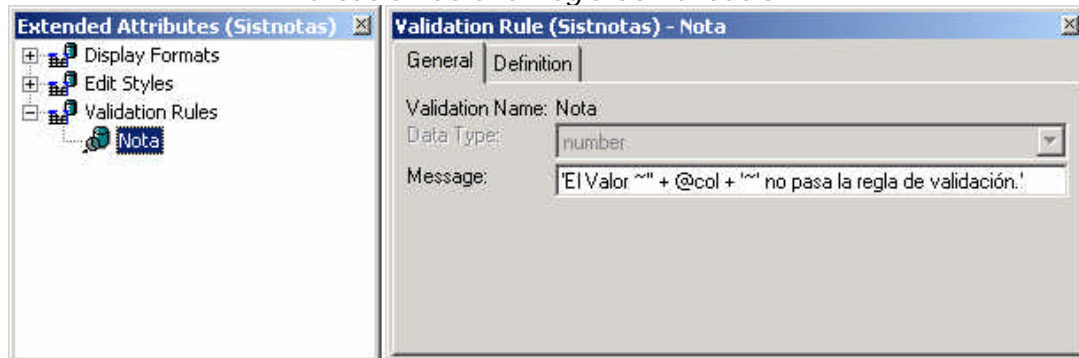 Extended Attributes (Sistnotas)
Display Formats
Edit Styles
Validation Rules
Nota
Validation Rule (Sistnotas) - Nota
General
Definition
Validation Name: Nota
Data Type:
number
Message:
'El Valor ~'' + @col + '~' no pasa la regla de validación.'